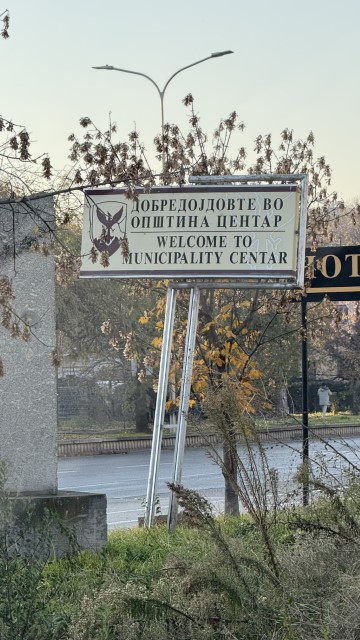 ДОБРЕДОЈДОВТЕ ВО
ОПШТИНА ЦЕНТАР
WELCOME TO
MUNICIPALITY CENTAR